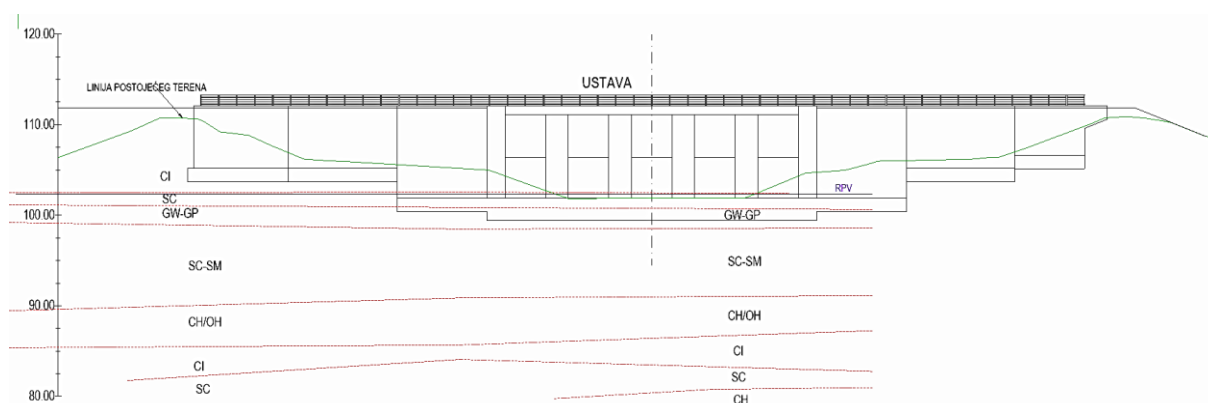 120.00
USTAVA
LINIJA POSTOJEĆEG TERENA
110.00
CI
RPV
SC
100.00
GW-GP
GW-GP
SC-SM
SC-SM
90.00
CH/OH
CH/OH
CI
CI
SC
SC
80.00
CH